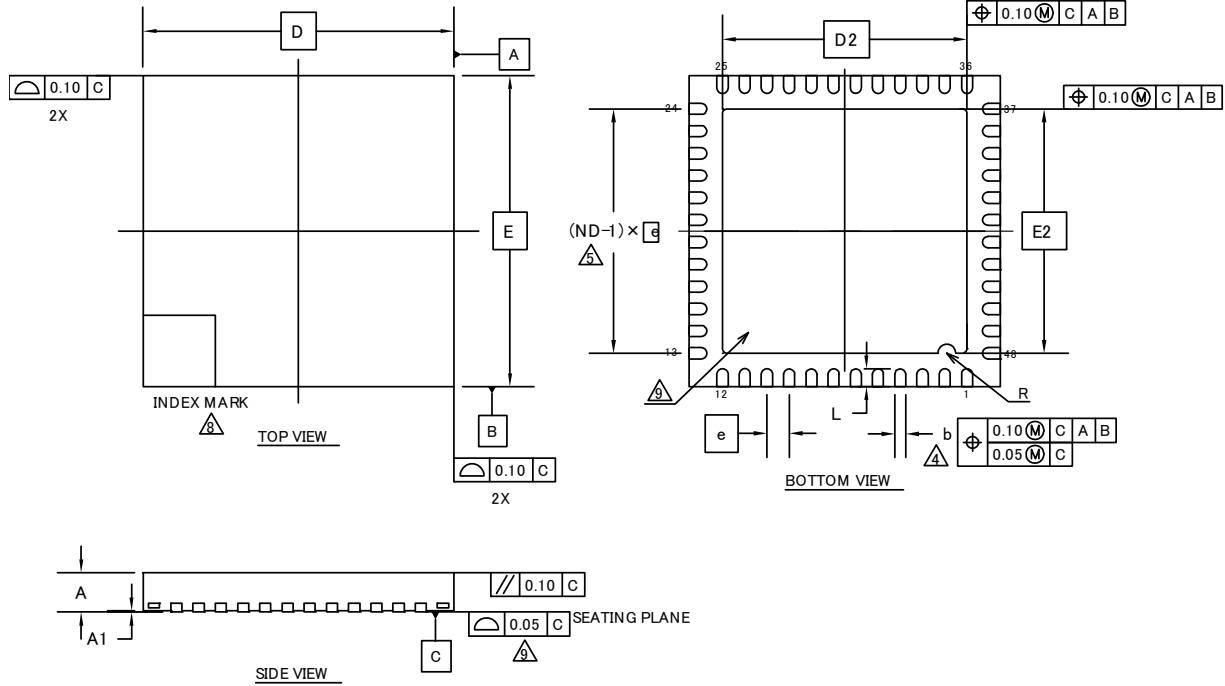 D
A
⌓ 0.10 C
2X
E
INDEX MARK
8
TOP VIEW
B
⌓ 0.10 C
2X
⌖ 0.10 Ⓜ C A B
D2
25
36
⌖ 0.10 Ⓜ C A B
24
37
(ND-1)× e
5
E2
13
48
9
12
1
R
L
e
b
4
⌖ 0.10 Ⓜ C A B
0.05 Ⓜ C
BOTTOM VIEW
A
A1
// 0.10 C
⌓ 0.05 C SEATING PLANE
9
C
SIDE VIEW